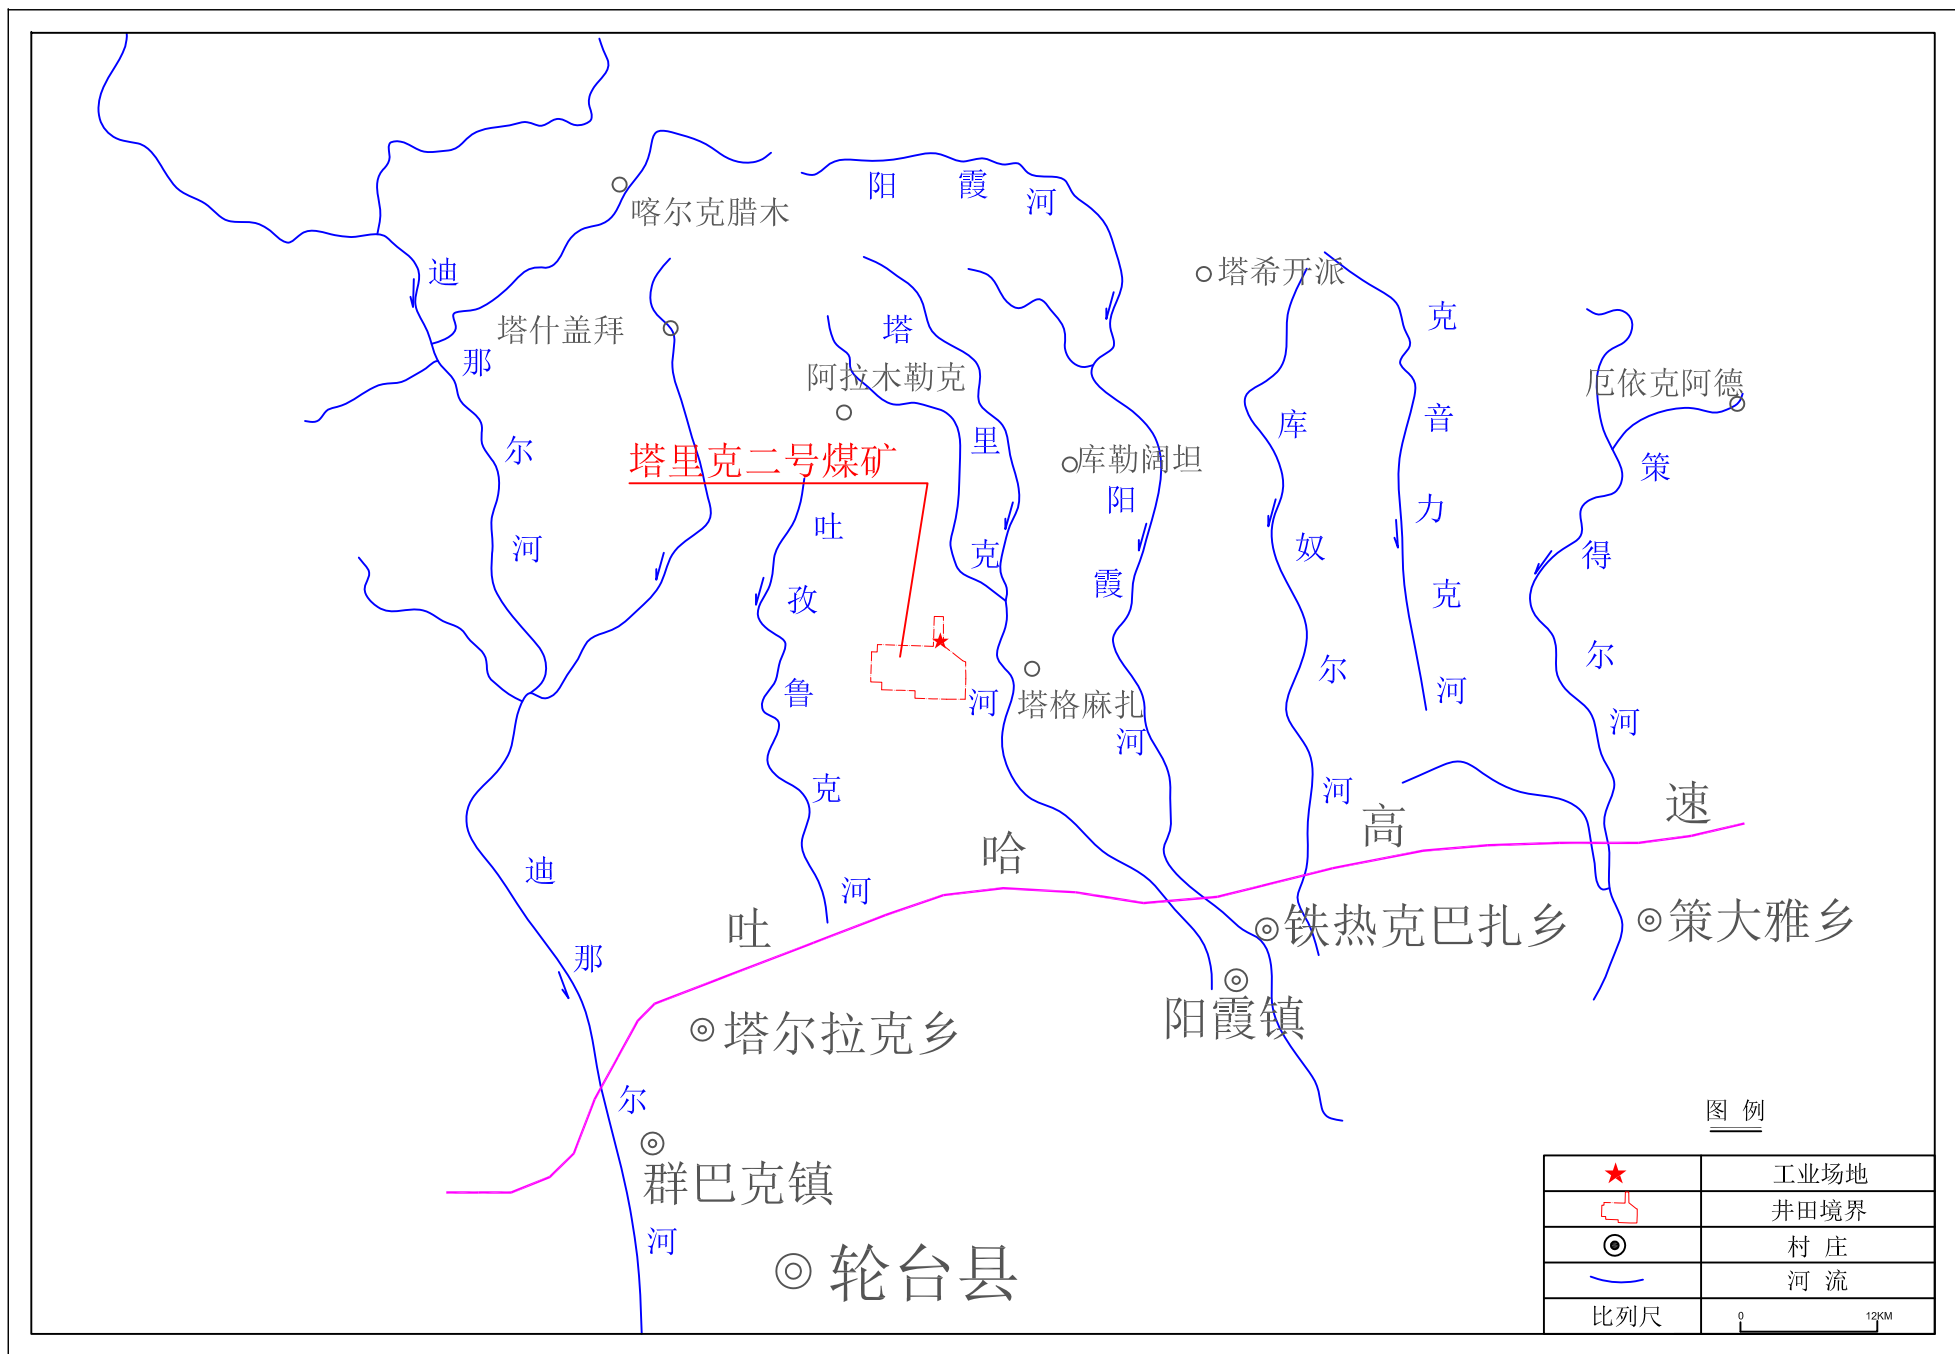 阳霞河
喀尔克腊木
迪那尔河
塔希开派
塔什盖拜
塔里克河
克音力克河
阿拉木勒克
厄依克阿德
库奴尔河
塔里克二号煤矿
库勒阔坦
策得尔河
阳霞河
吐孜鲁克河
塔格麻扎
吐哈高速
迪那尔河
铁热克巴扎乡
策大雅乡
阳霞镇
塔尔拉克乡
群巴克镇
轮台县
图 例
工业场地
井田境界
村 庄
河 流
比列尺
0 12KM